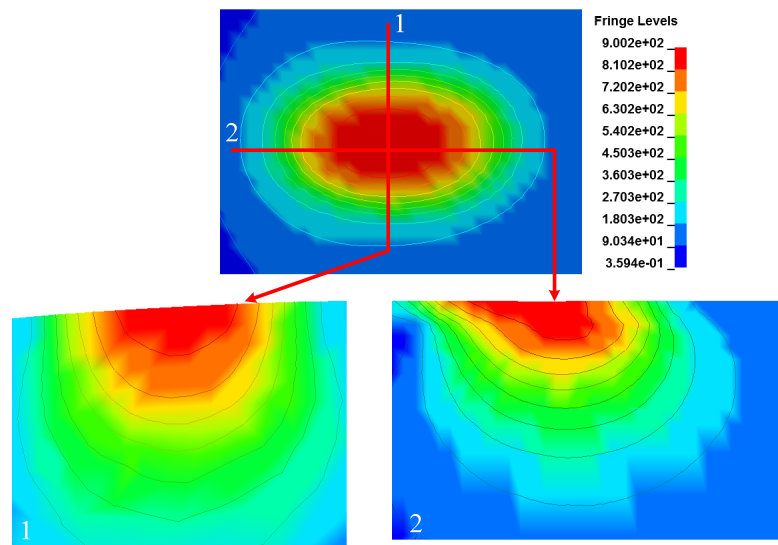 1
Fringe Levels
9.002e+02
8.102e+02
7.202e+02
6.302e+02
5.402e+02
4.503e+02
3.603e+02
2.703e+02
1.803e+02
9.034e+01
3.594e-01
2
1
2